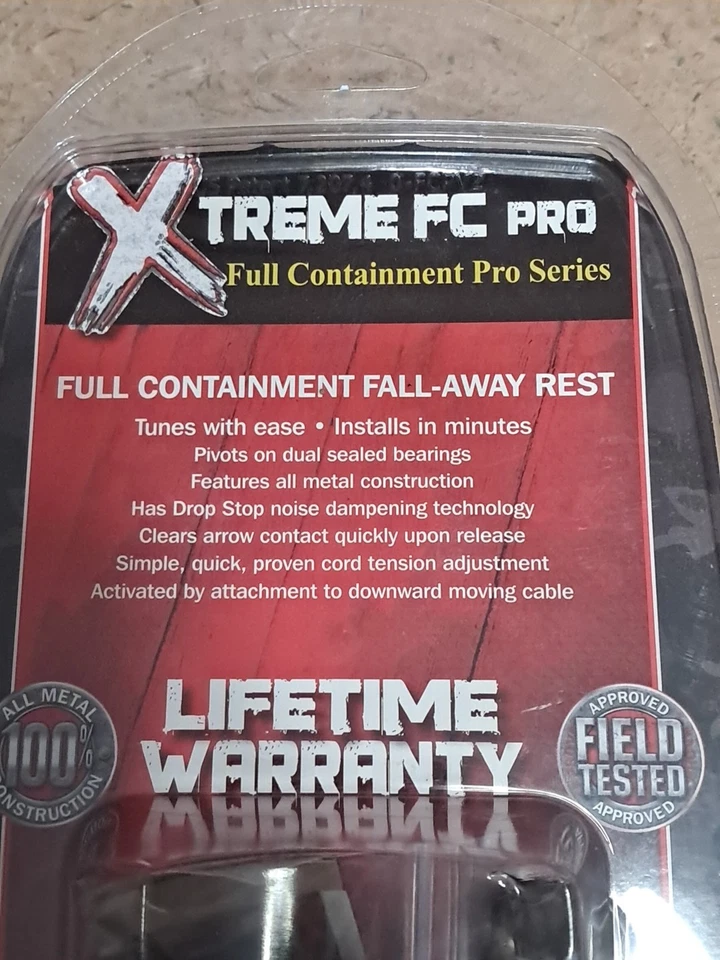 XTREME FC PRO
Full Containment Pro Series
FULL CONTAINMENT FALL-AWAY REST
Tunes with ease • Installs in minutes
Pivots on dual sealed bearings
Features all metal construction
Has Drop Stop noise dampening technology
Clears arrow contact quickly upon release
Simple, quick, proven cord tension adjustment
Activated by attachment to downward moving cable
LIFETIME
WARRANTY
ALL METAL
100%
CONSTRUCTION
APPROVED
FIELD
TESTED
APPROVED